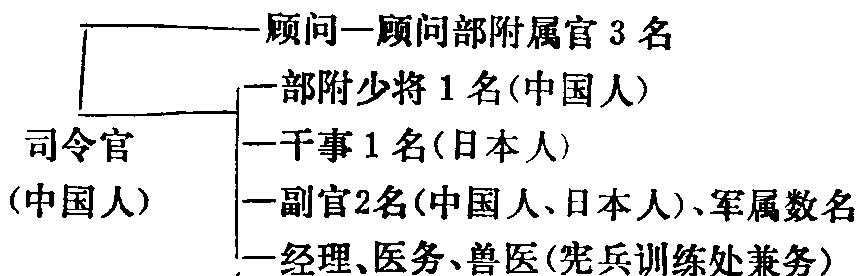 顾问—顾问部附属官3名
部附少将1名(中国人)
司令官
干事1名(日本人)
(中国人)
副官2名(中国人、日本人)、军属数名
经理、医务、兽医(宪兵训练处兼务)